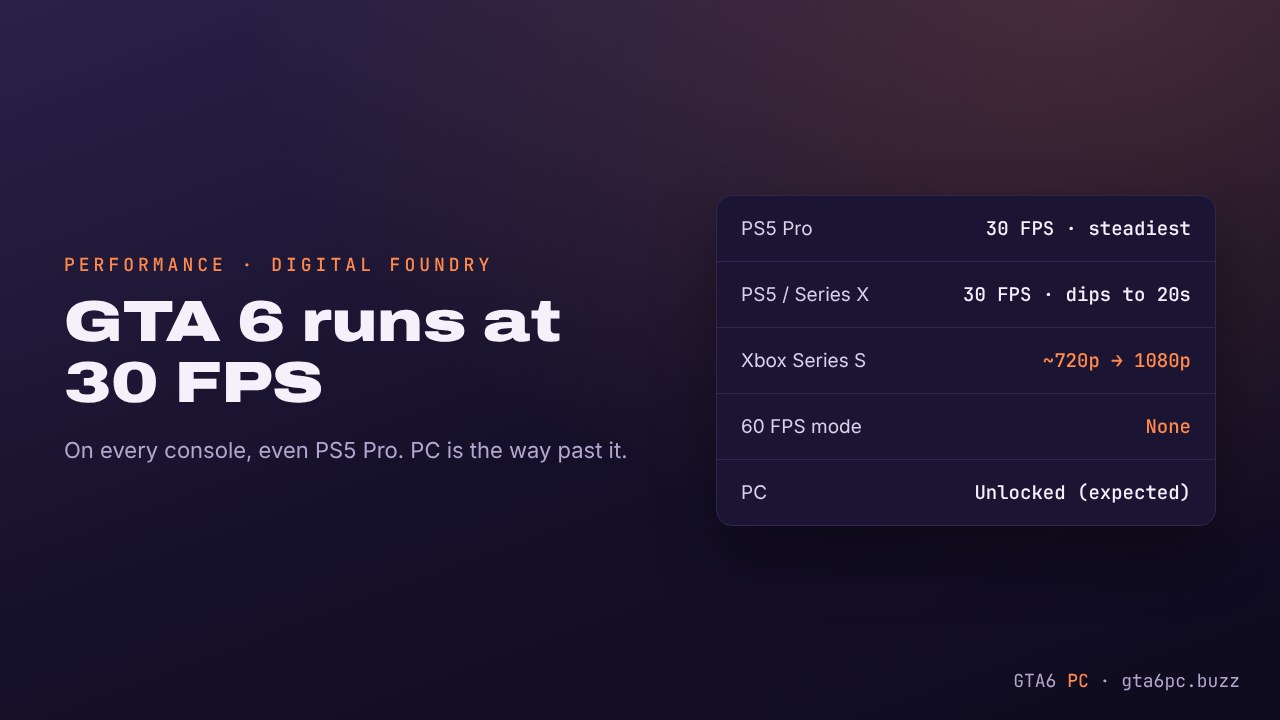 PERFORMANCE · DIGITAL FOUNDRY
GTA 6 runs at
30 FPS
On every console, even PS5 Pro. PC is the way past it.
PS5 Pro 30 FPS · steadiest
PS5 / Series X 30 FPS · dips to 20s
Xbox Series S ~720p → 1080p
60 FPS mode None
PC Unlocked (expected)
GTA6 PC · gta6pc.buzz